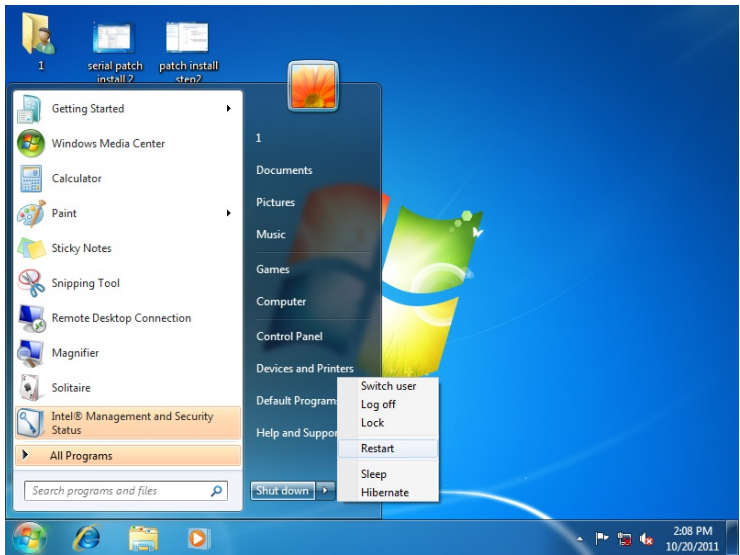 1
serial patch
install 2
patch install
step2
Getting Started
Windows Media Center
Calculator
Paint
Sticky Notes
Snipping Tool
Remote Desktop Connection
Magnifier
Solitaire
Intel® Management and Security
Status
All Programs
Search programs and files
1
Documents
Pictures
Music
Games
Computer
Control Panel
Devices and Printers
Default Program
Help and Suppor
Shut down
Switch user
Log off
Lock
Restart
Sleep
Hibernate
2:08 PM
10/20/2011